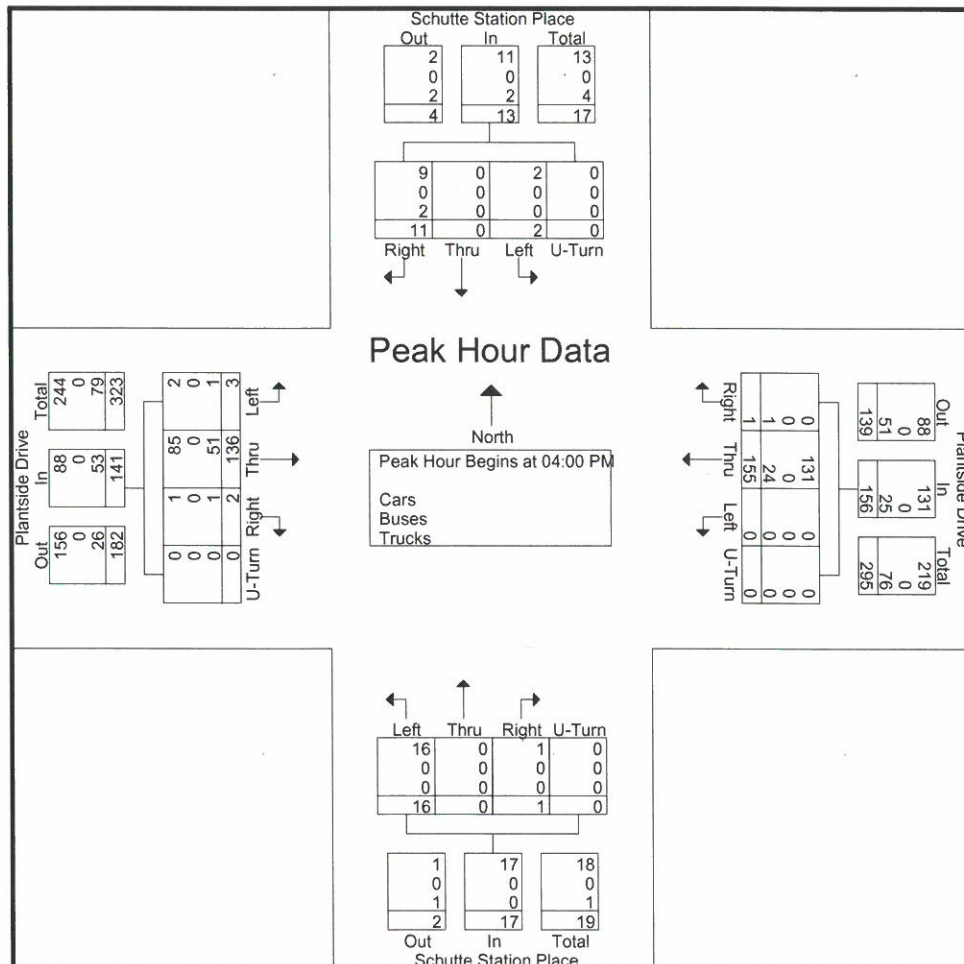 Schutte Station Place
Out In Total
2 11 13
0 0 0
2 2 4
4 13 17
9 0 2 0
0 0 0 0
2 0 0 0
11 0 2 0
Right Thru Left U-Turn
Peak Hour Data
North
Peak Hour Begins at 04:00 PM
Cars
Buses
Trucks
Plantside Drive
Out In Total
156 88 244
0 0 0
26 53 79
182 141 323
U-Turn Right Thru Left
0 1 85 2
0 0 0 0
0 1 51 1
0 2 136 3
Plantside Drive
Out In Total
88 131 219
0 0 0
51 25 76
139 156 295
Right Thru Left U-Turn
0 131 0 0
0 0 0 0
1 24 0 0
1 155 0 0
Left Thru Right U-Turn
16 0 1 0
0 0 0 0
0 0 0 0
16 0 1 0
1 17 18
0 0 0
1 0 1
2 17 19
Out In Total
Schutte Station Place